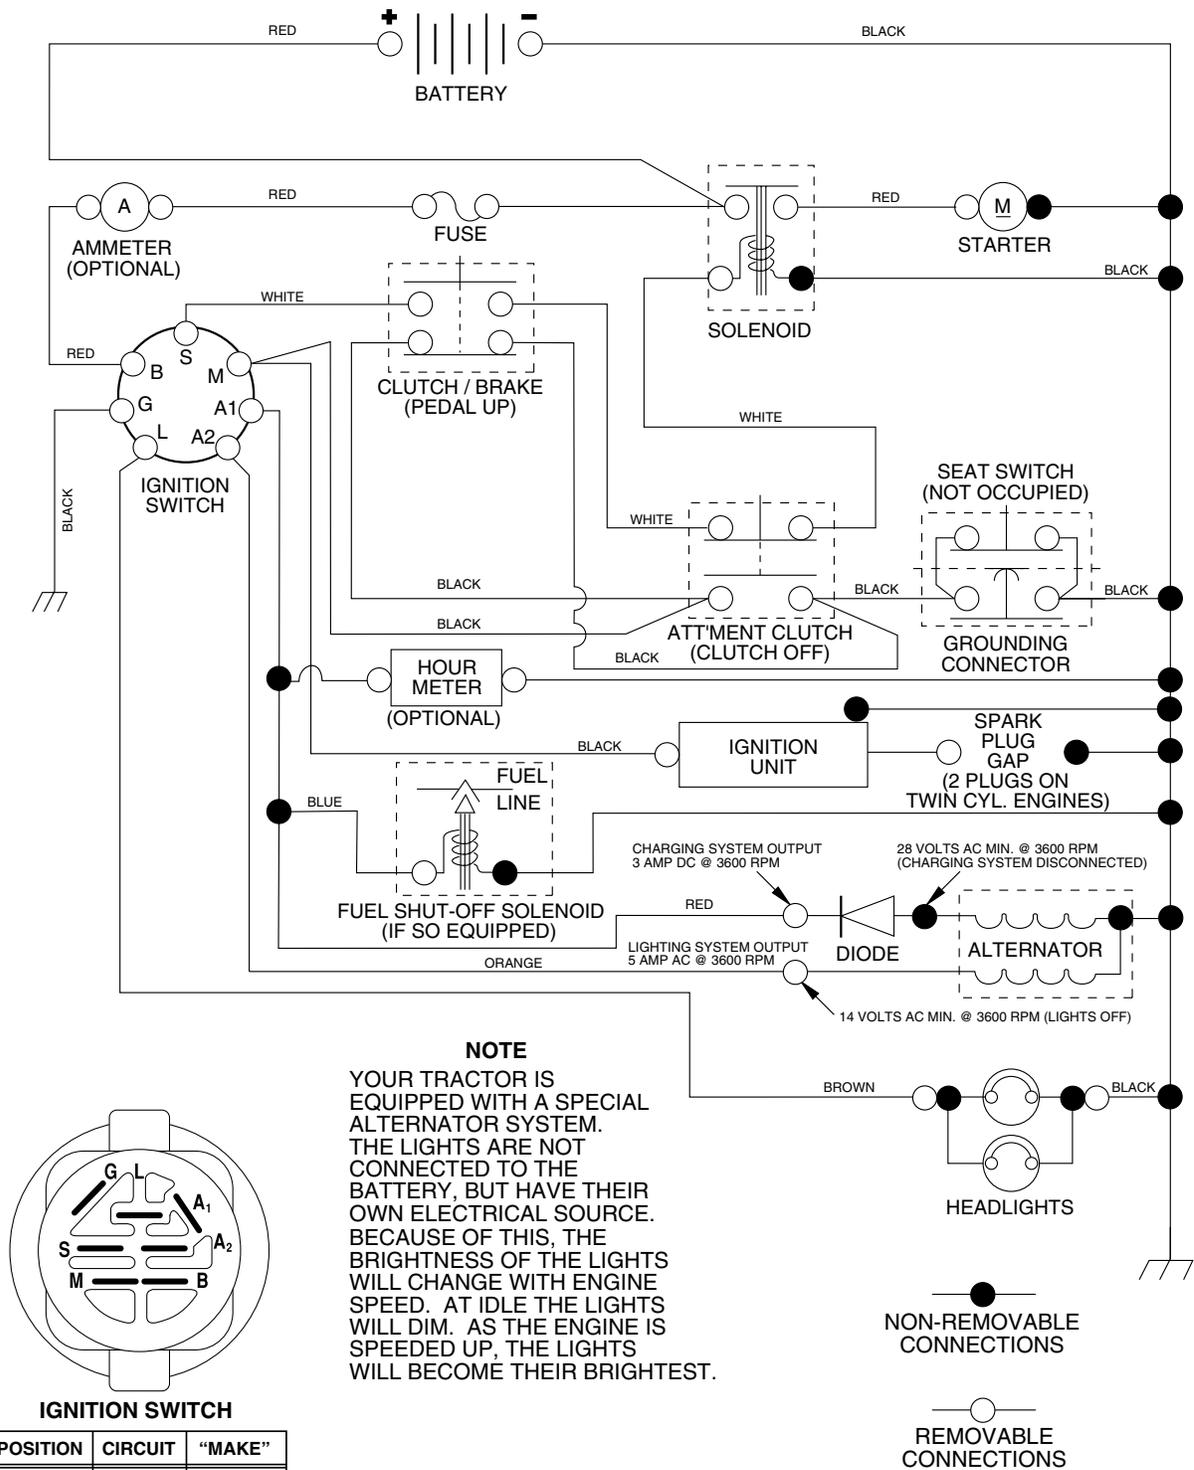 + −
RED
BLACK
BATTERY
A
RED
FUSE
RED
M
STARTER
AMMETER
(OPTIONAL)
BLACK
SOLENOID
WHITE
RED
S
B
M
G
A1
L
A2
CLUTCH / BRAKE
(PEDAL UP)
IGNITION
SWITCH
BLACK
WHITE
SEAT SWITCH
(NOT OCCUPIED)
WHITE
BLACK
BLACK
BLACK
BLACK
ATT'MENT CLUTCH
(CLUTCH OFF)
BLACK
GROUNDING
CONNECTOR
HOUR
METER
(OPTIONAL)
BLACK
IGNITION
UNIT
SPARK
PLUG
GAP
(2 PLUGS ON
TWIN CYL. ENGINES)
FUEL
LINE
BLUE
FUEL SHUT-OFF SOLENOID
(IF SO EQUIPPED)
CHARGING SYSTEM OUTPUT
3 AMP DC @ 3600 RPM
28 VOLTS AC MIN. @ 3600 RPM
(CHARGING SYSTEM DISCONNECTED)
RED
DIODE
ALTERNATOR
LIGHTING SYSTEM OUTPUT
5 AMP AC @ 3600 RPM
ORANGE
14 VOLTS AC MIN. @ 3600 RPM (LIGHTS OFF)
BROWN
BLACK
HEADLIGHTS
NOTE
YOUR TRACTOR IS
EQUIPPED WITH A SPECIAL
ALTERNATOR SYSTEM.
THE LIGHTS ARE NOT
CONNECTED TO THE
BATTERY, BUT HAVE THEIR
OWN ELECTRICAL SOURCE.
BECAUSE OF THIS, THE
BRIGHTNESS OF THE LIGHTS
WILL CHANGE WITH ENGINE
SPEED. AT IDLE THE LIGHTS
WILL DIM. AS THE ENGINE IS
SPEEDED UP, THE LIGHTS
WILL BECOME THEIR BRIGHTEST.
G L
A1
S
A2
M
B
IGNITION SWITCH
POSITION CIRCUIT “MAKE”
NON-REMOVABLE
CONNECTIONS
REMOVABLE
CONNECTIONS